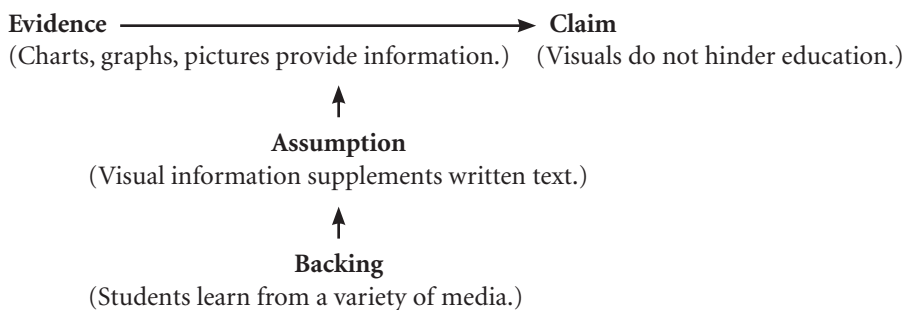 Evidence Claim
(Charts, graphs, pictures provide information.) (Visuals do not hinder education.)
Assumption
(Visual information supplements written text.)
Backing
(Students learn from a variety of media.)